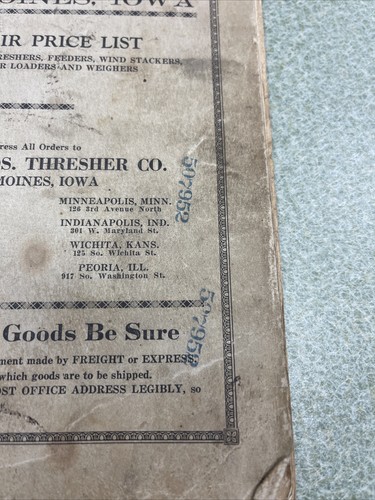 MOINES, IOWA
IR PRICE LIST
RESHERS, FEEDERS, WIND STACKERS,
R LOADERS AND WEIGHERS
ress All Orders to
OS. THRESHER CO.
MOINES, IOWA
MINNEAPOLIS, MINN.
126 3rd Avenue North
INDIANAPOLIS, IND.
301 W. Maryland St.
WICHITA, KANS.
125 So. Wichita St.
PEORIA, ILL.
917 So. Washington St.
507952
507952
Goods Be Sure
ment made by FREIGHT or EXPRESS,
which goods are to be shipped.
OST OFFICE ADDRESS LEGIBLY, so